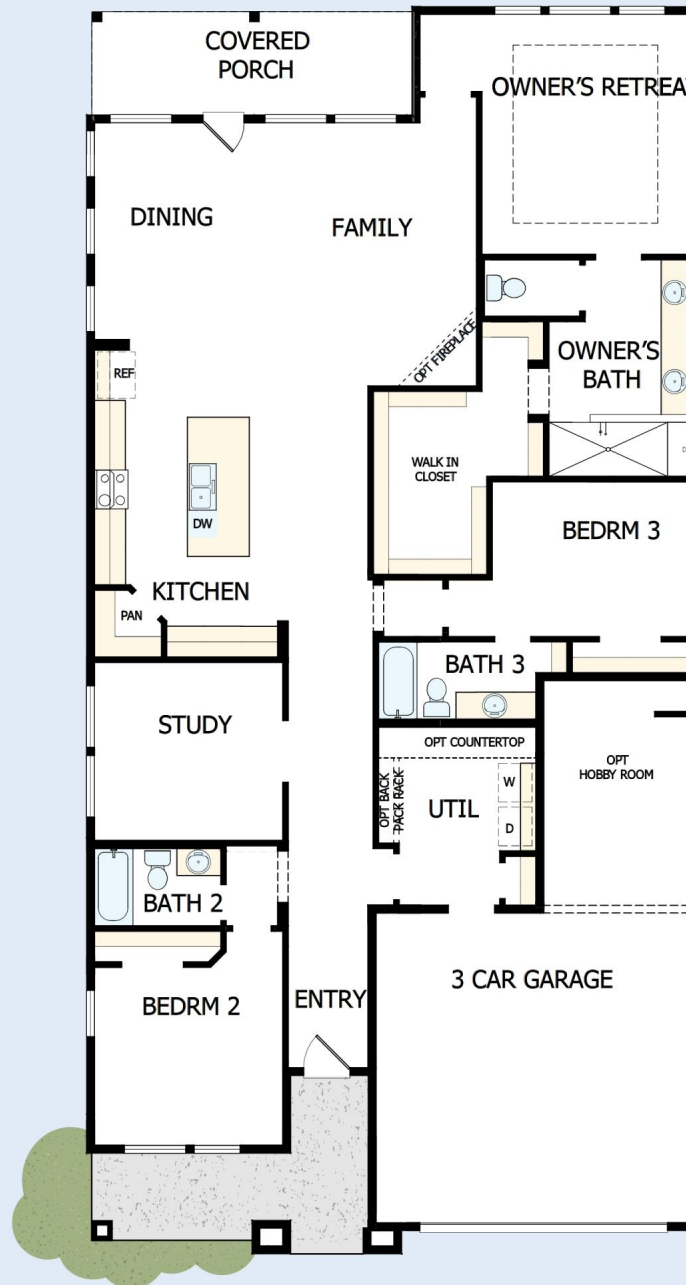 COVERED
PORCH
OWNER'S RETREAT
DINING
FAMILY
REF
OPT FIREPLACE
OWNER'S
BATH
WALK IN
CLOSET
DW
BEDRM 3
KITCHEN
PAN
BATH 3
STUDY
OPT COUNTERTOP
OPT
HOBBY ROOM
OPT BACK
PACK RACK
W
UTIL
D
BATH 2
3 CAR GARAGE
ENTRY
BEDRM 2